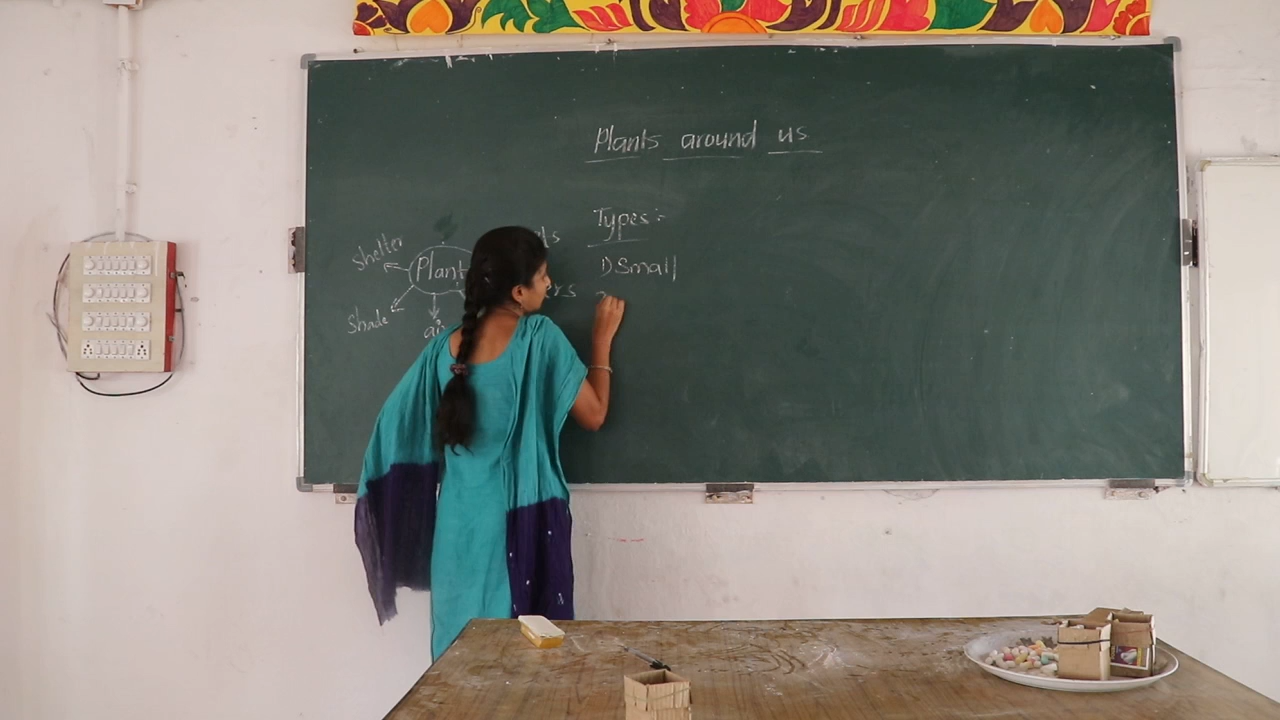 Plants around us
Types:-
1) Small
Shelter
Plant
Shade